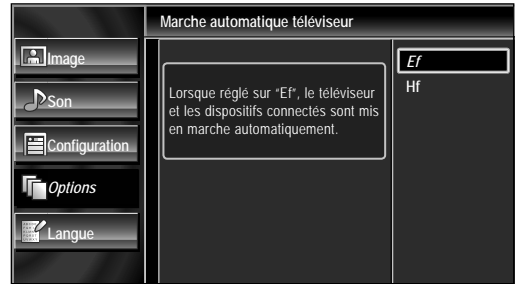 Marche automatique téléviseur
Image
Son
Configuration
Options
Langue
Lorsque réglé sur "Ef", le téléviseur
et les dispositifs connectés sont mis
en marche automatiquement.
Ef
Hf